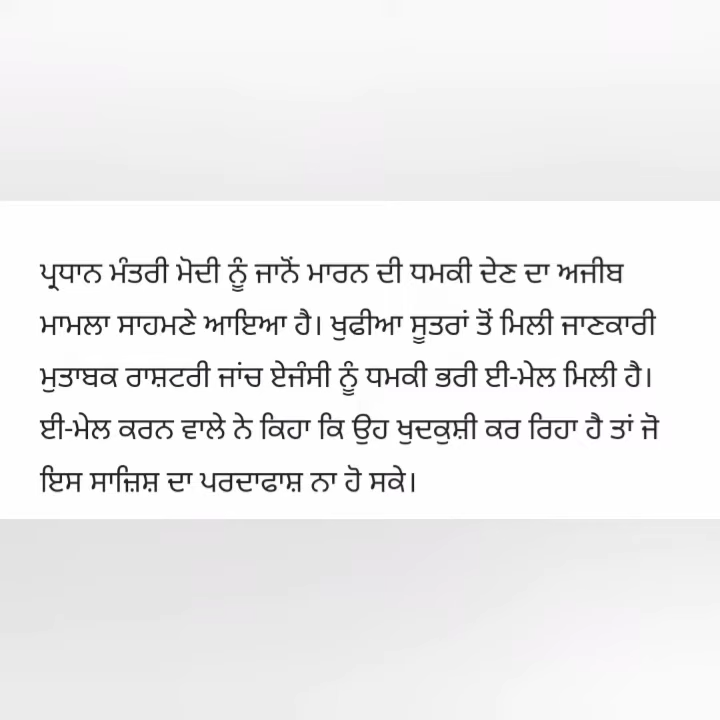 ਪ੍ਰਧਾਨ ਮੰਤਰੀ ਮੋਦੀ ਨੂੰ ਜਾਨੋਂ ਮਾਰਨ ਦੀ ਧਮਕੀ ਦੇਣ ਦਾ ਅਜੀਬ
ਮਾਮਲਾ ਸਾਹਮਣੇ ਆਇਆ ਹੈ। ਖੁਫੀਆ ਸੂਤਰਾਂ ਤੋਂ ਮਿਲੀ ਜਾਣਕਾਰੀ
ਮੁਤਾਬਕ ਰਾਸ਼ਟਰੀ ਜਾਂਚ ਏਜੰਸੀ ਨੂੰ ਧਮਕੀ ਭਰੀ ਈ-ਮੇਲ ਮਿਲੀ ਹੈ।
ਈ-ਮੇਲ ਕਰਨ ਵਾਲੇ ਨੇ ਕਿਹਾ ਕਿ ਉਹ ਖੁਦਕੁਸ਼ੀ ਕਰ ਰਿਹਾ ਹੈ ਤਾਂ ਜੋ
ਇਸ ਸਾਜ਼ਿਸ਼ ਦਾ ਪਰਦਾਫਾਸ਼ ਨਾ ਹੋ ਸਕੇ।